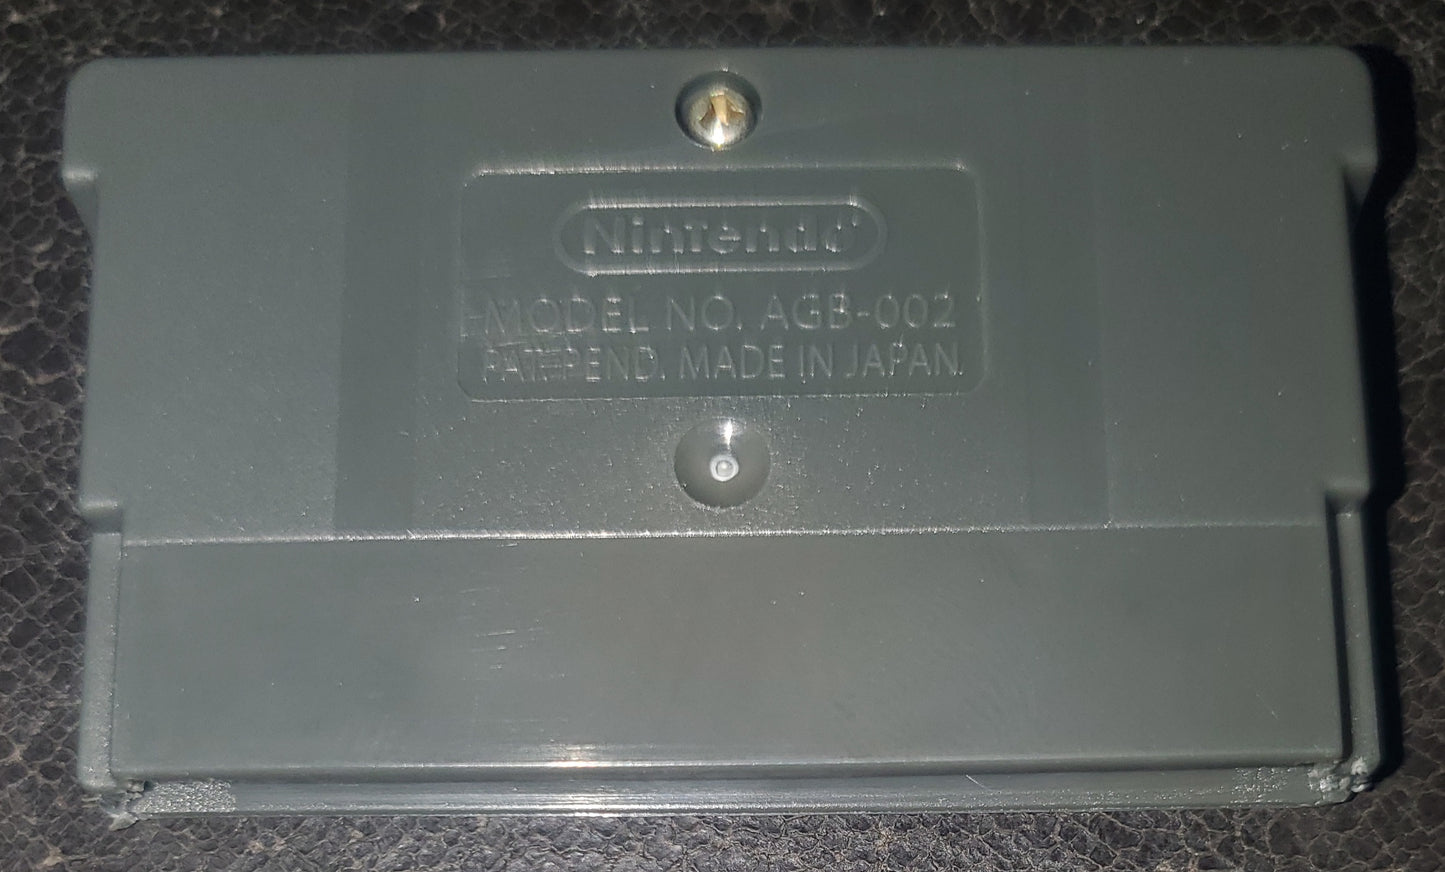 Nintendo
MODEL NO. AGB-002
PAT. PEND. MADE IN JAPAN.